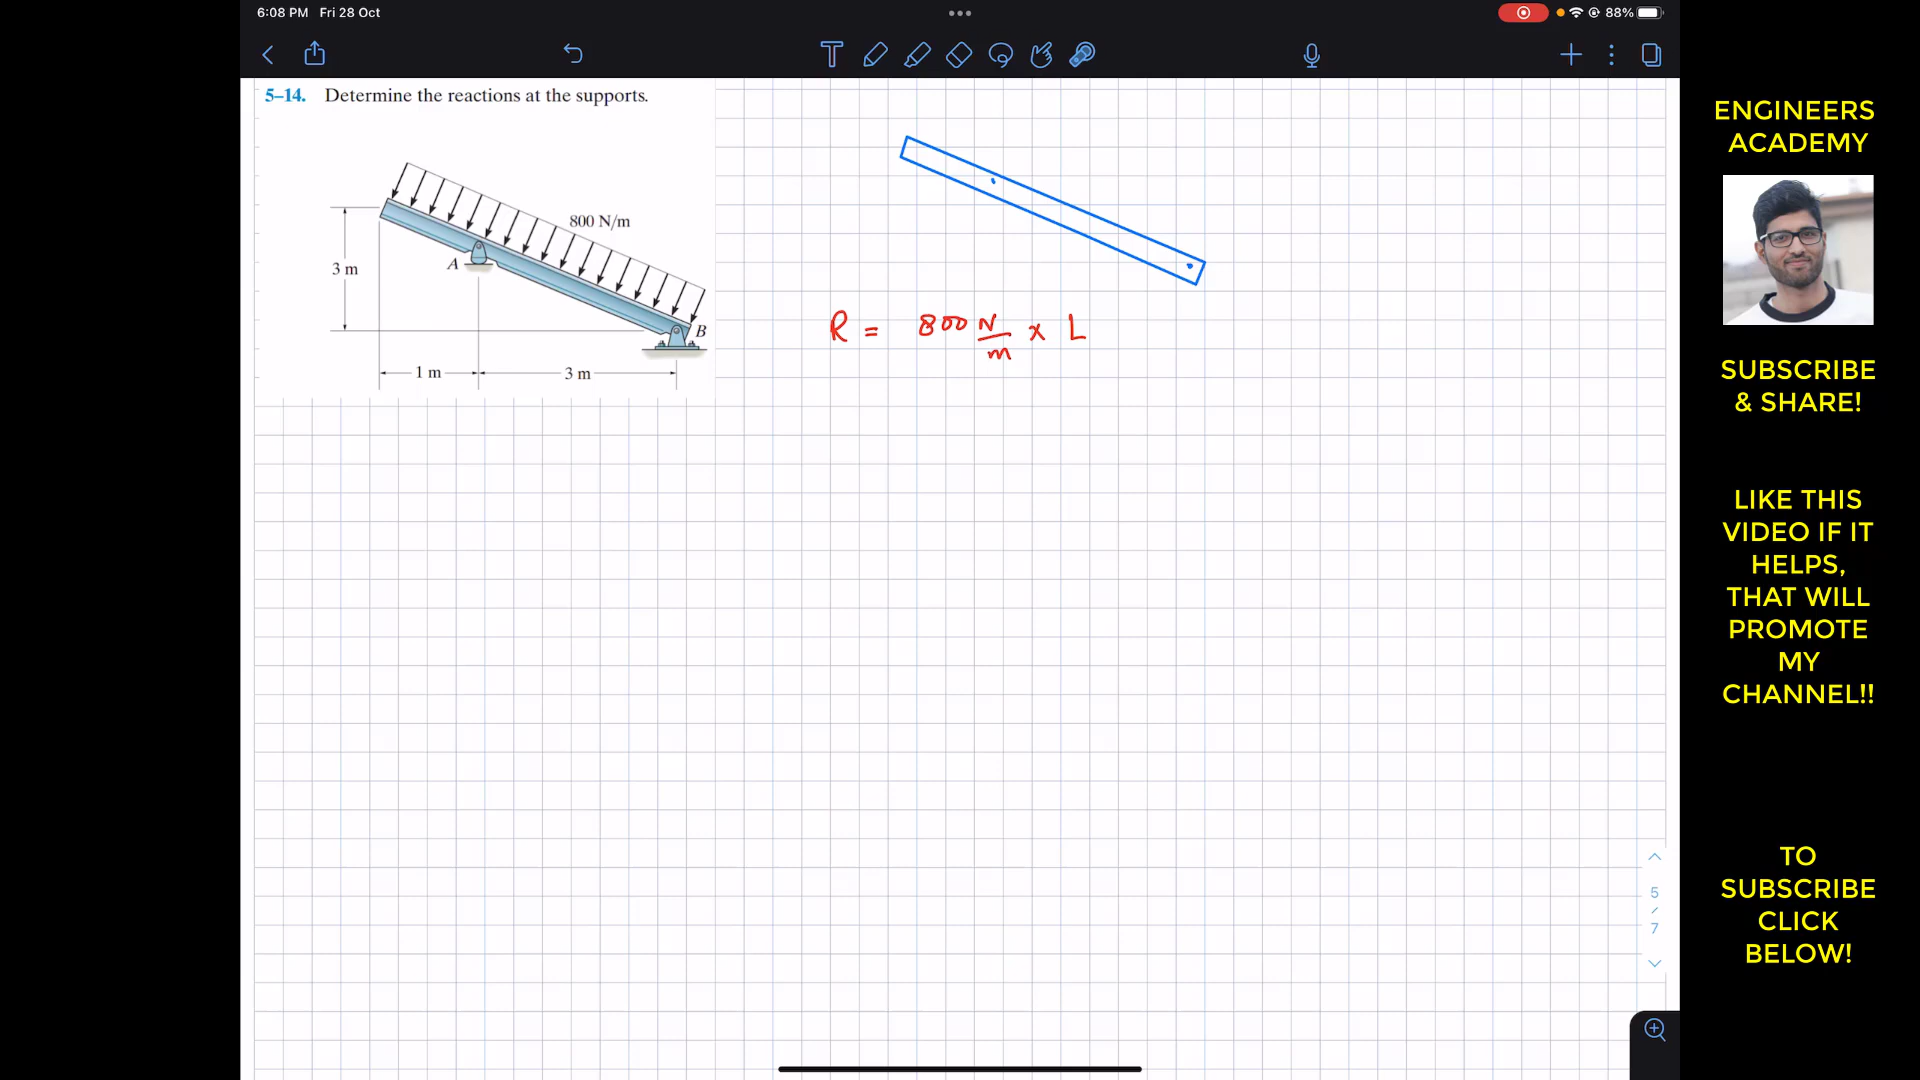 6:08 PM Fri 28 Oct
88%
5–14. Determine the reactions at the supports.
800 N/m
3 m
A
B
1 m
3 m
R = 800 N/m x L
5
7
ENGINEERS
ACADEMY
SUBSCRIBE
& SHARE!
LIKE THIS
VIDEO IF IT
HELPS,
THAT WILL
PROMOTE
MY
CHANNEL!!
TO
SUBSCRIBE
CLICK
BELOW!